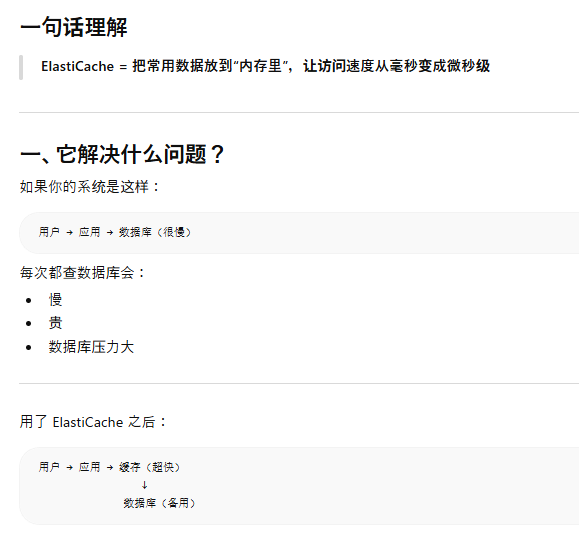 一句话理解
ElastiCache = 把常用数据放到“内存里”，让访问速度从毫秒变成微秒级
一、它解决什么问题？
如果你的系统是这样：
用户 → 应用 → 数据库（很慢）
每次都查数据库会：
• 慢
• 贵
• 数据库压力大
用了 ElastiCache 之后：
用户 → 应用 → 缓存（超快）
↓
数据库（备用）